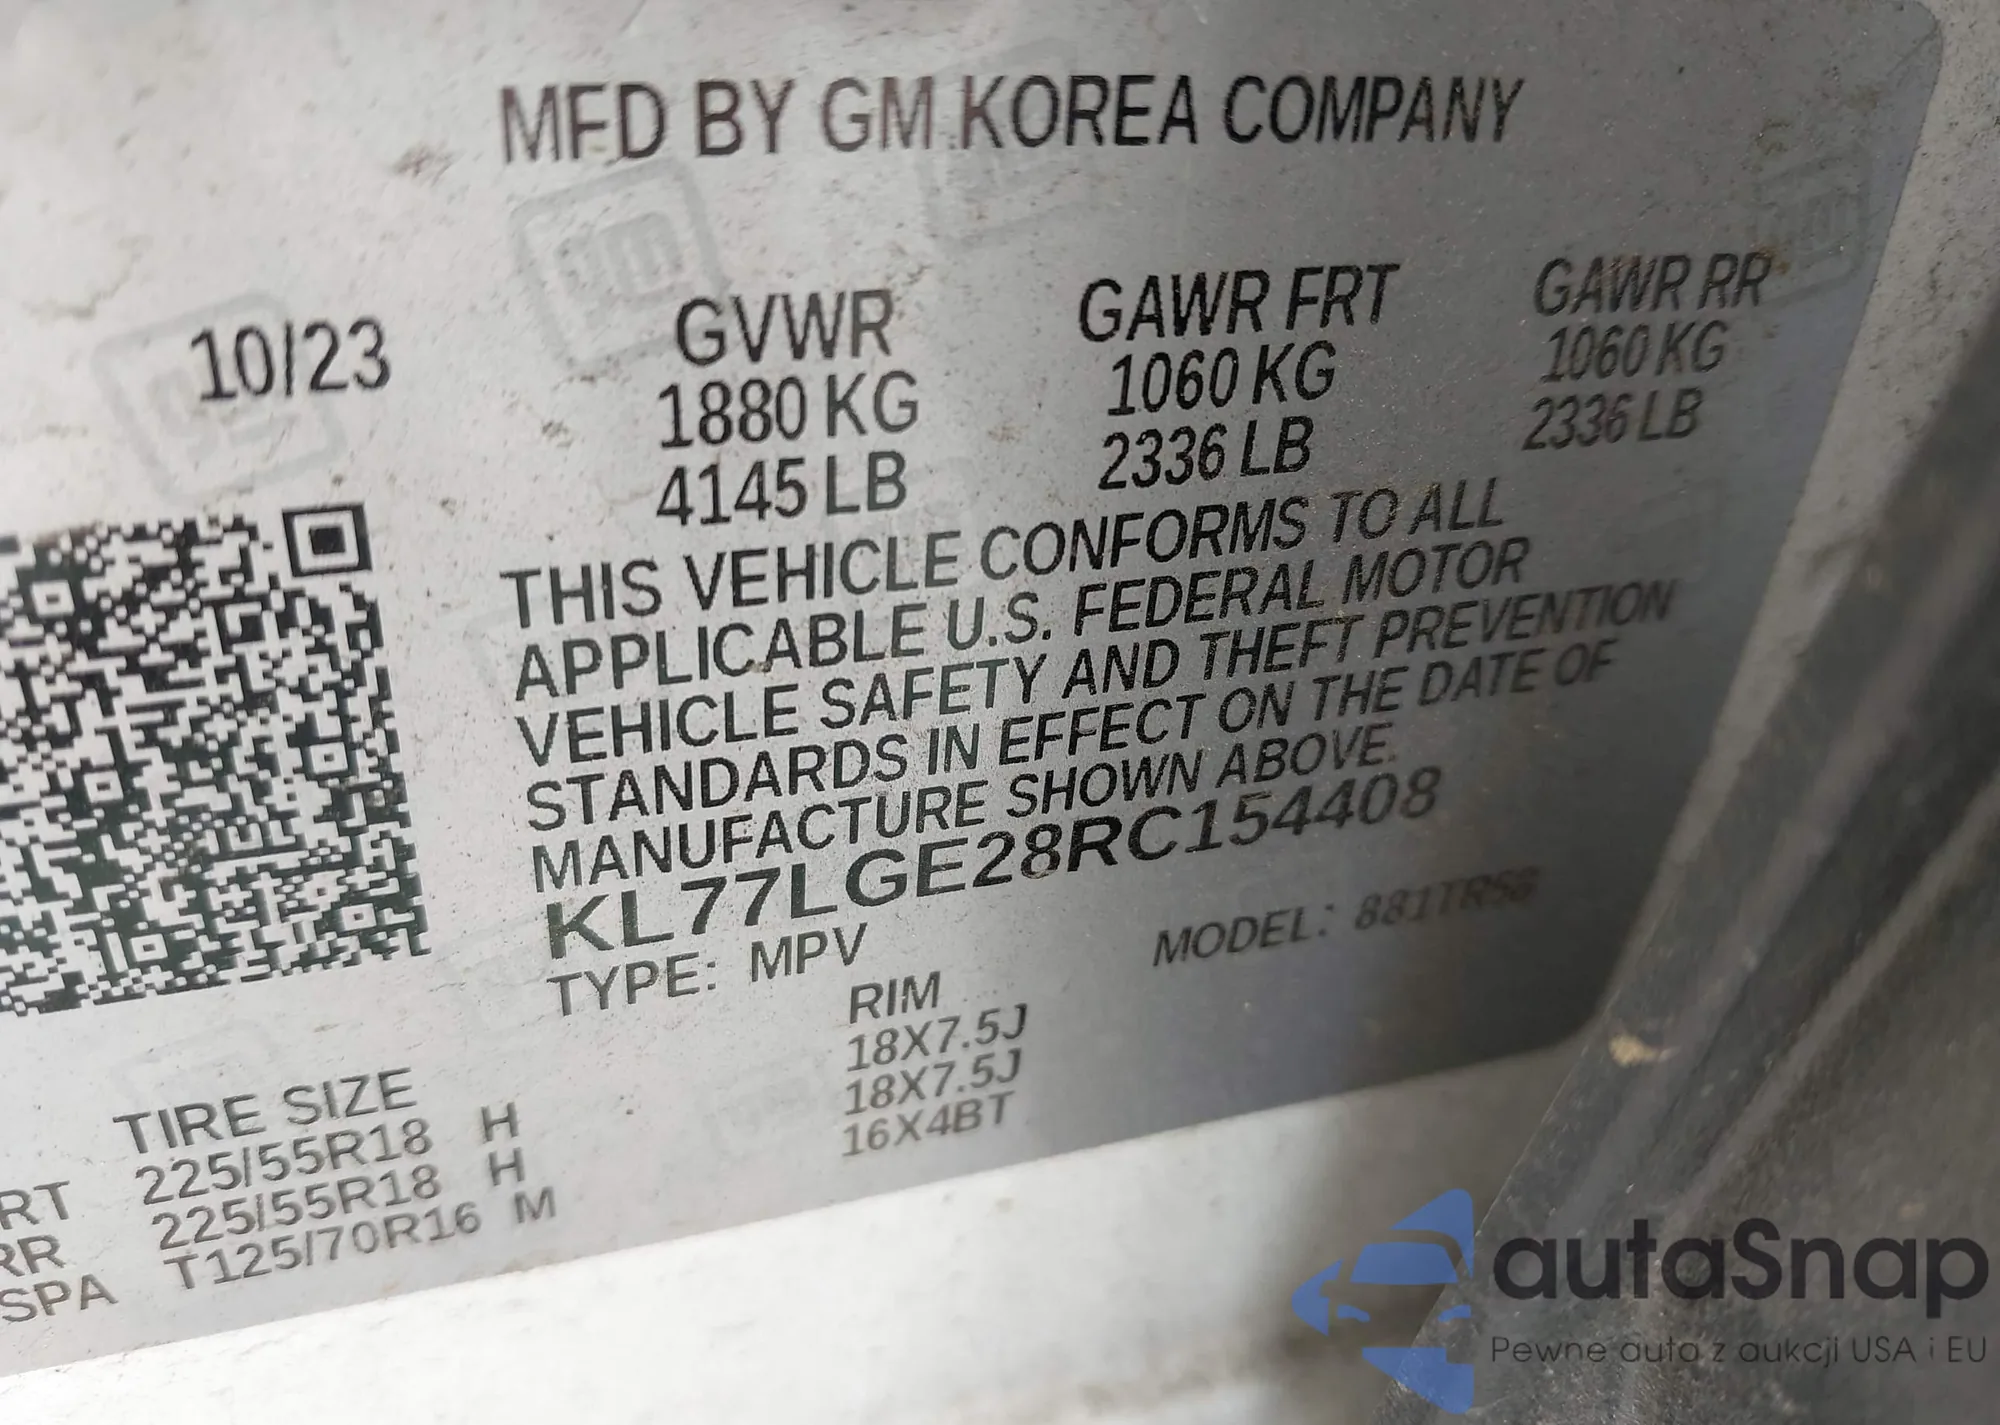 MFD BY GM KOREA COMPANY
10/23 GVWR GAWR FRT GAWR RR
1880 KG 1060 KG 1060 KG
4145 LB 2336 LB 2336 LB
THIS VEHICLE CONFORMS TO ALL
APPLICABLE U.S. FEDERAL MOTOR
VEHICLE SAFETY AND THEFT PREVENTION
STANDARDS IN EFFECT ON THE DATE OF
MANUFACTURE SHOWN ABOVE.
KL77LGE28RC154408
TYPE: MPV MODEL: 881TR58
TIRE SIZE RIM
RT 225/55R18 H 18X7.5J
RR 225/55R18 H 18X7.5J
SPA T125/70R16 M 16X4BT
autaSnap
Pewne auta z aukcji USA i EU